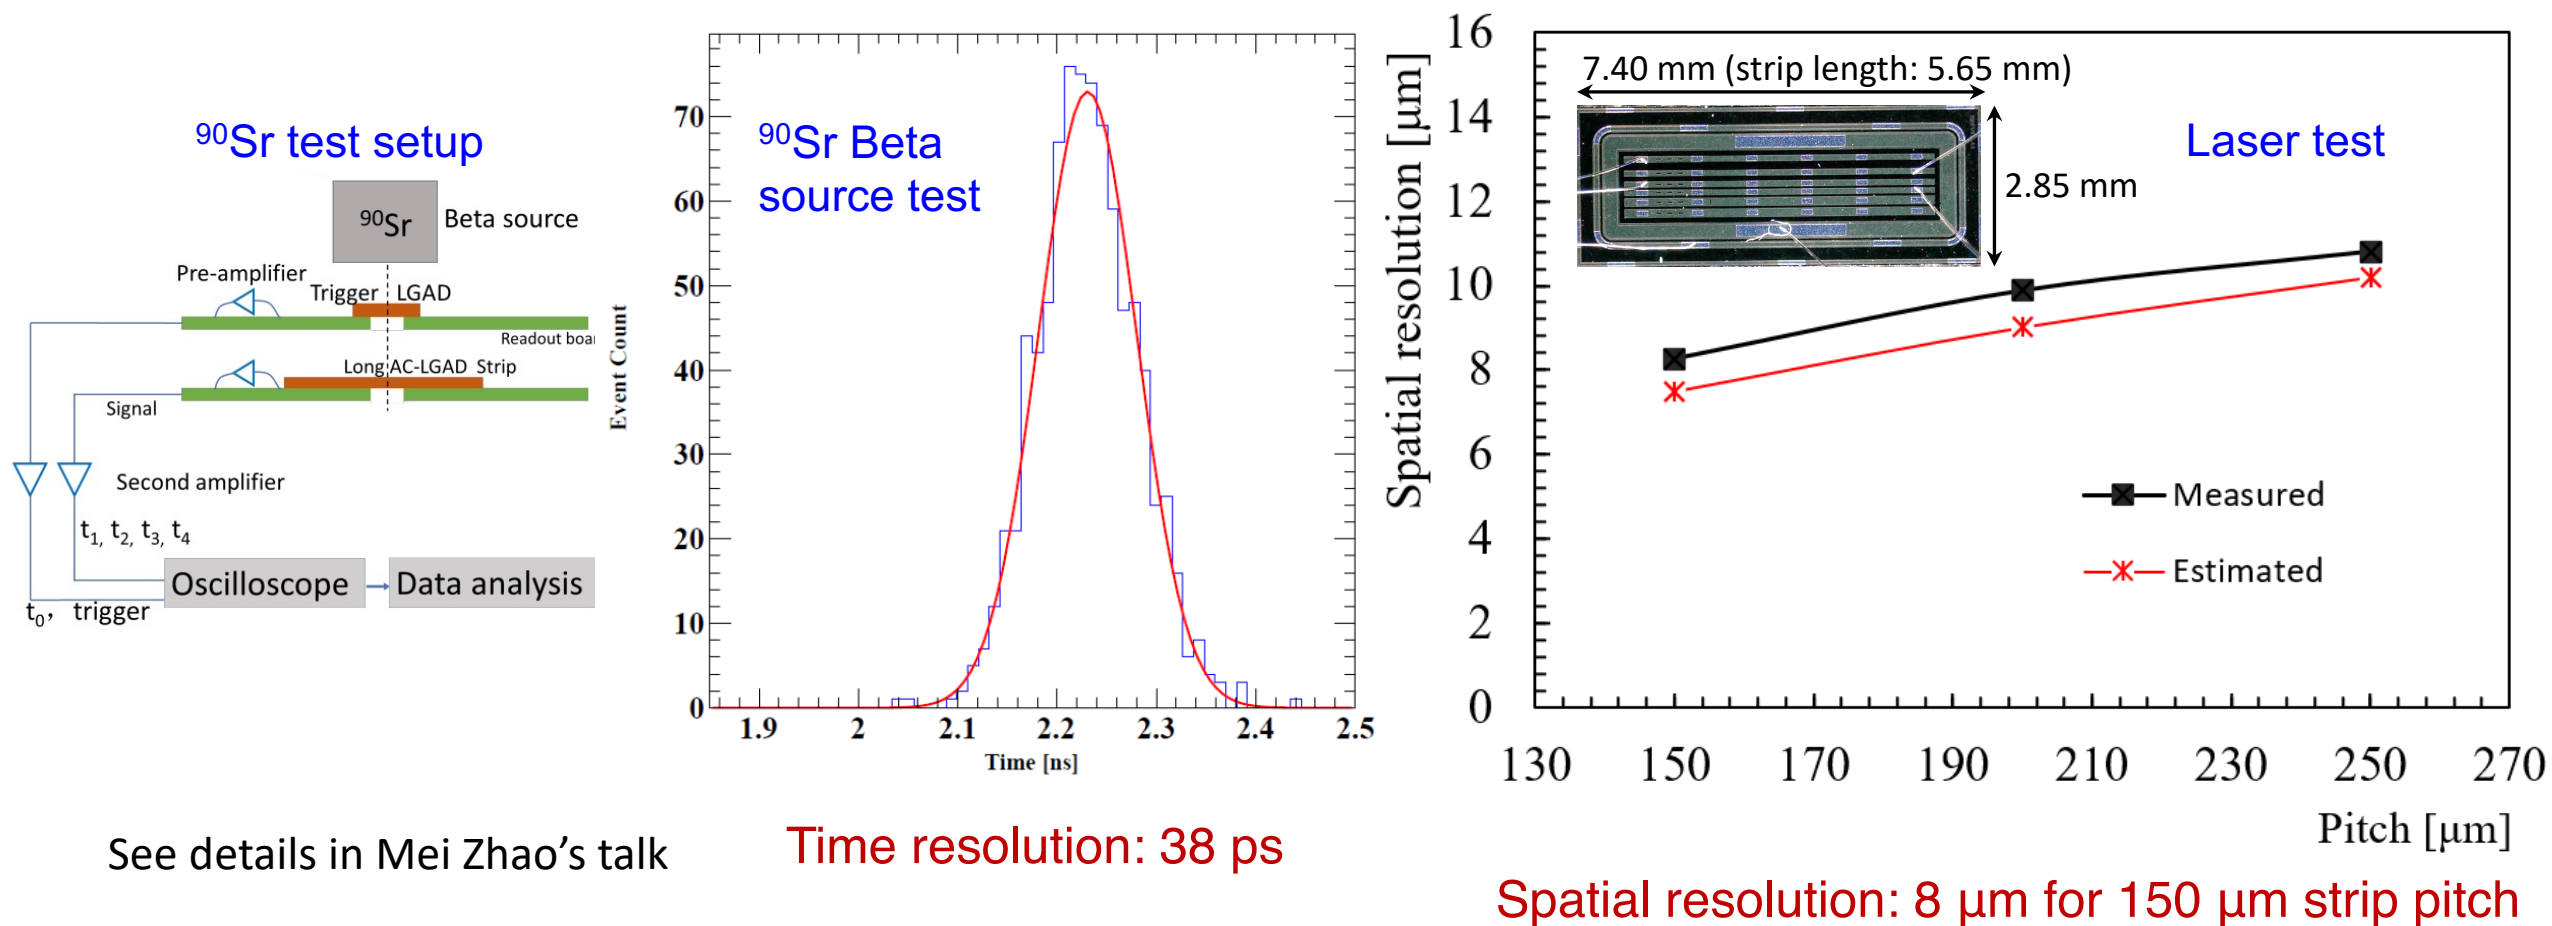 ⁹⁰Sr test setup
⁹⁰Sr
Beta source
Pre-amplifier
Trigger LGAD
Readout boar
Long AC-LGAD Strip
Signal
Second amplifier
t₁, t₂, t₃, t₄
Oscilloscope
Data analysis
t₀, trigger
See details in Mei Zhao's talk
⁹⁰Sr Beta
source test
Event Count
70
60
50
40
30
20
10
0
1.9 2 2.1 2.2 2.3 2.4 2.5
Time [ns]
Time resolution: 38 ps
Spatial resolution [μm]
16
14
12
10
8
6
4
2
0
7.40 mm (strip length: 5.65 mm)
2.85 mm
Laser test
Measured
Estimated
130 150 170 190 210 230 250 270
Pitch [μm]
Spatial resolution: 8 μm for 150 μm strip pitch